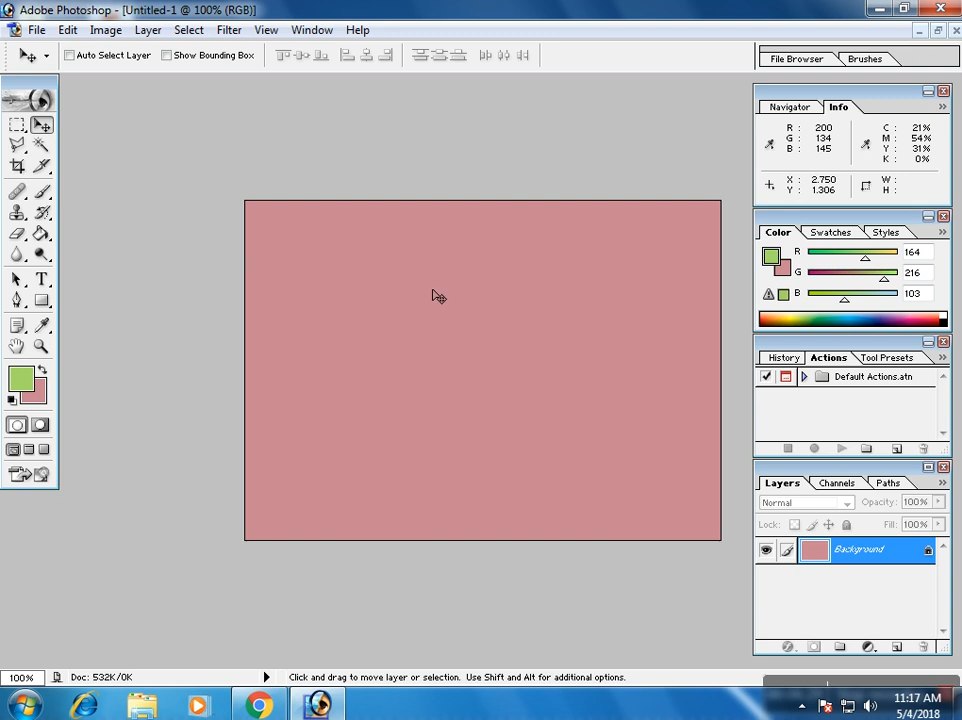 Adobe Photoshop - [Untitled-1 @ 100% (RGB)]
File Edit Image Layer Select Filter View Window Help
Auto Select Layer Show Bounding Box
File Browser Brushes
Navigator Info
R : 200 C : 21%
G : 134 M : 54%
B : 145 Y : 31%
K : 0%
X : 2.750 W :
Y : 1.306 H :
Color Swatches Styles
R 164
G 216
B 103
History Actions Tool Presets
Default Actions.atn
Layers Channels Paths
Normal Opacity: 100%
Lock: Fill: 100%
Background
100% Doc: 532K/0K Click and drag to move layer or selection. Use Shift and Alt for additional options.
11:17 AM
5/4/2018